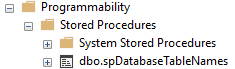 Programmability
Stored Procedures
System Stored Procedures
dbo.spDatabaseTableNames